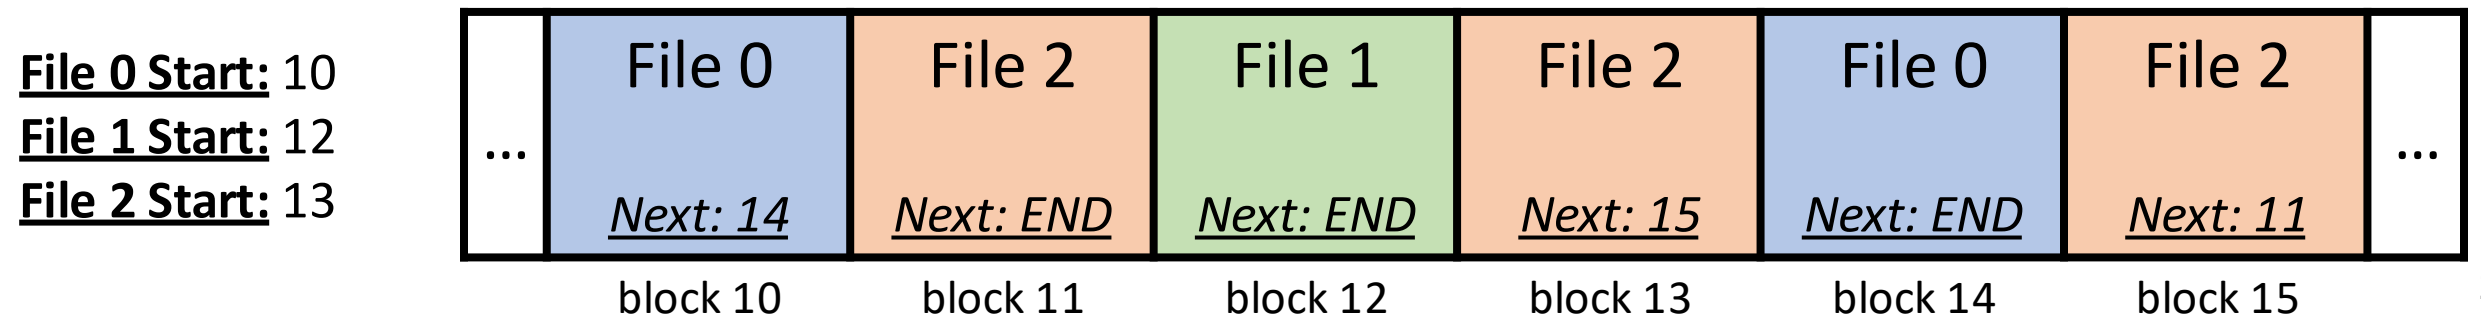 File 0 Start: 10
File 1 Start: 12
File 2 Start: 13
... File 0 File 2 File 1 File 2 File 0 File 2 ...
Next: 14 Next: END Next: END Next: 15 Next: END Next: 11
block 10 block 11 block 12 block 13 block 14 block 15